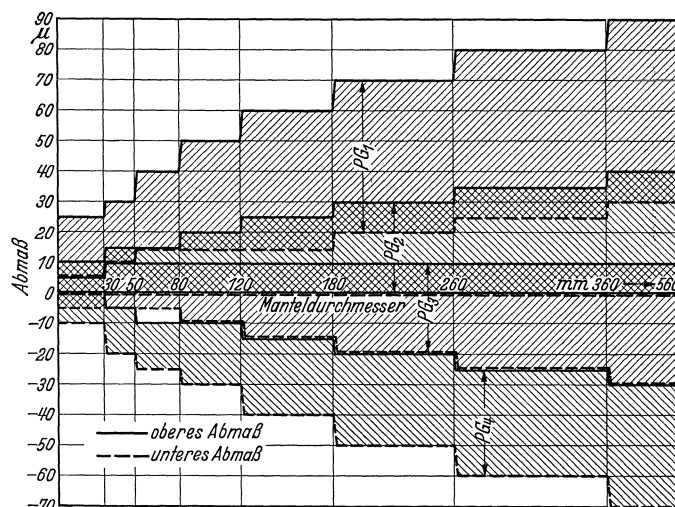 90
μ
80
70
60
50
40
30
20
10
0
-10
-20
-30
-40
-50
-60
-70
Abmaß
PG1
PG2
PG3
PG4
30 50 80 120 180 260 mm 360 560
Manteldurchmesser
oberes Abmaß
unteres Abmaß